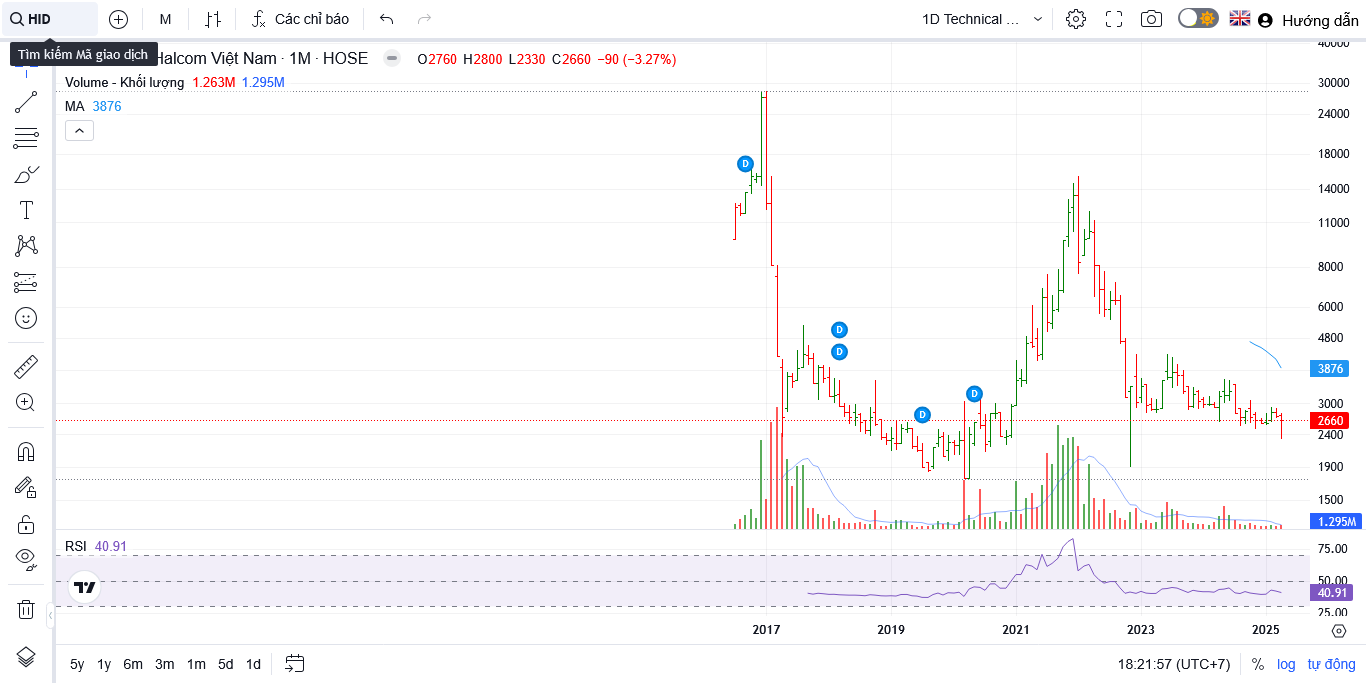 HID
M
Các chỉ báo
1D Technical ...
Hướng dẫn
Tìm kiếm Mã giao dịch
Halcom Việt Nam · 1M · HOSE
O2760 H2800 L2330 C2660 −90 (−3.27%)
Volume - Khối lượng 1.263M 1.295M
MA 3876
40000
30000
24000
18000
14000
11000
8000
6000
4800
3876
3000
2660
2400
1900
1500
1.295M
D
D
D
D
D
RSI 40.91
75.00
50.00
40.91
25.00
2017 2019 2021 2023 2025
5y 1y 6m 3m 1m 5d 1d
18:21:57 (UTC+7) % log tự động